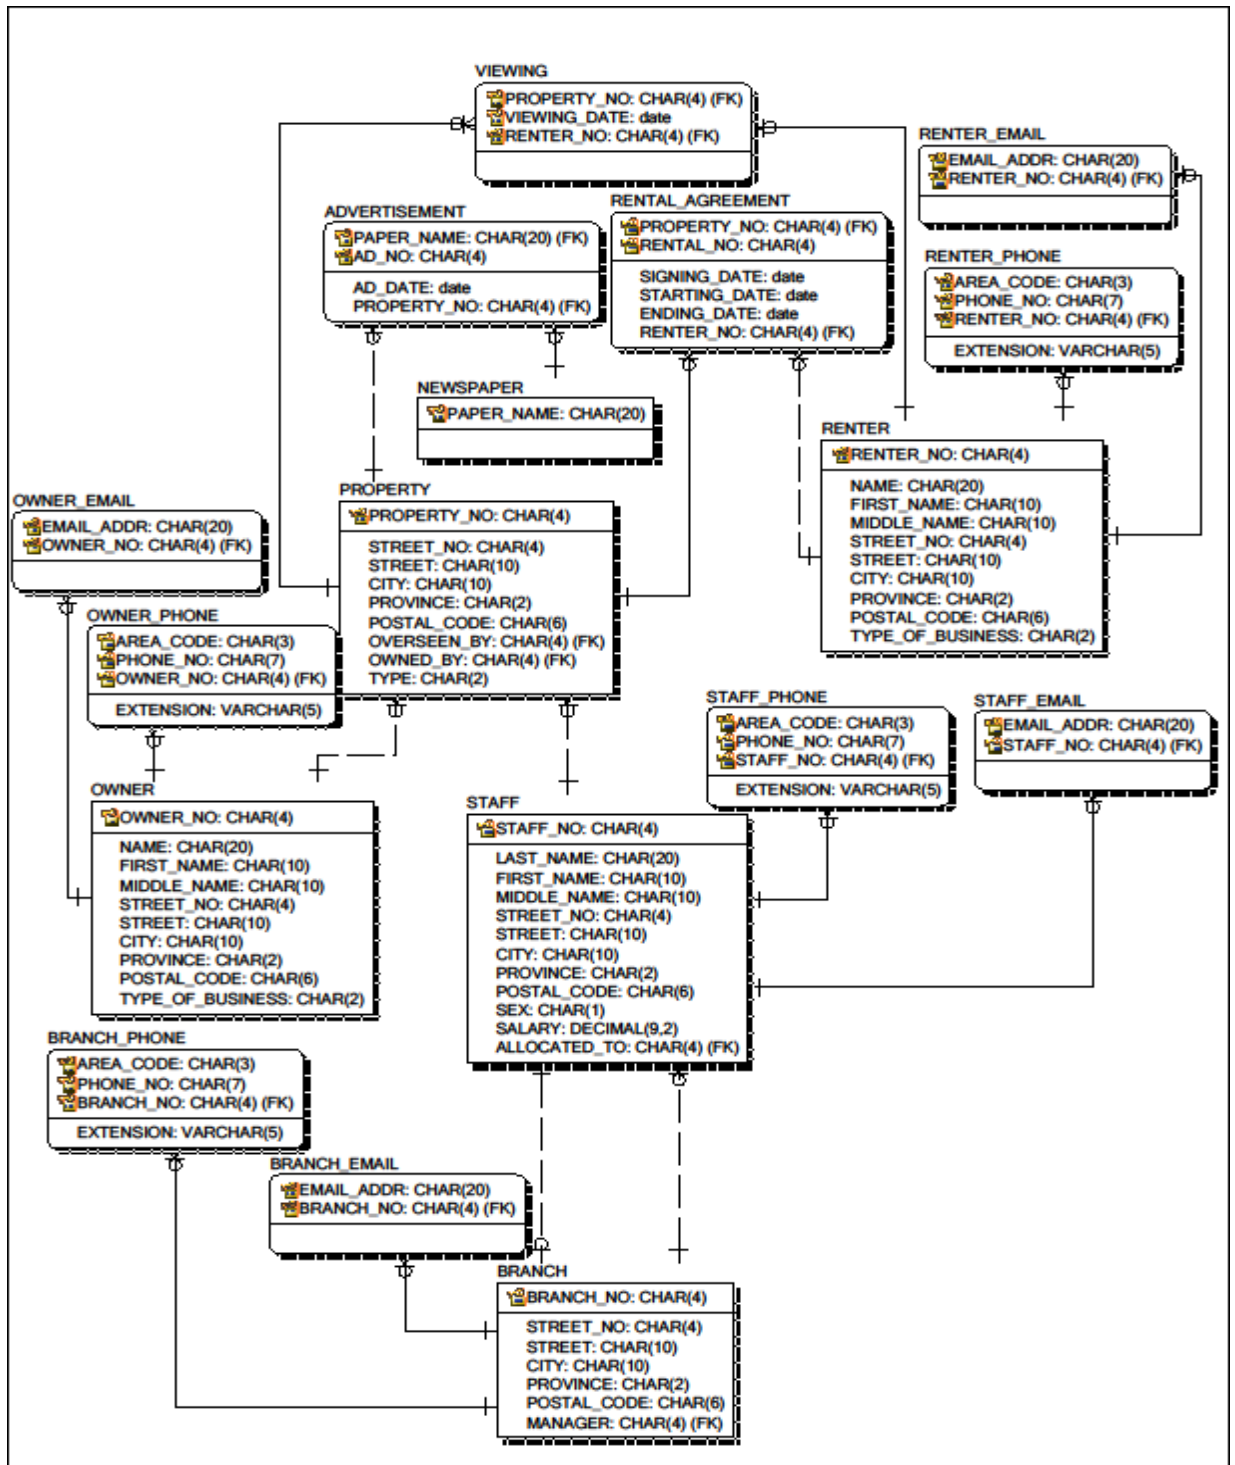 VIEWING
PROPERTY_NO: CHAR(4) (FK)
VIEWING_DATE: date
RENTER_NO: CHAR(4) (FK)
RENTER_EMAIL
EMAIL_ADDR: CHAR(20)
RENTER_NO: CHAR(4) (FK)
ADVERTISEMENT
PAPER_NAME: CHAR(20) (FK)
AD_NO: CHAR(4)
AD_DATE: date
PROPERTY_NO: CHAR(4) (FK)
RENTAL_AGREEMENT
PROPERTY_NO: CHAR(4) (FK)
RENTAL_NO: CHAR(4)
SIGNING_DATE: date
STARTING_DATE: date
ENDING_DATE: date
RENTER_NO: CHAR(4) (FK)
RENTER_PHONE
AREA_CODE: CHAR(3)
PHONE_NO: CHAR(7)
RENTER_NO: CHAR(4) (FK)
EXTENSION: VARCHAR(5)
NEWSPAPER
PAPER_NAME: CHAR(20)
RENTER
RENTER_NO: CHAR(4)
NAME: CHAR(20)
FIRST_NAME: CHAR(10)
MIDDLE_NAME: CHAR(10)
STREET_NO: CHAR(4)
STREET: CHAR(10)
CITY: CHAR(10)
PROVINCE: CHAR(2)
POSTAL_CODE: CHAR(6)
TYPE_OF_BUSINESS: CHAR(2)
OWNER_EMAIL
EMAIL_ADDR: CHAR(20)
OWNER_NO: CHAR(4) (FK)
PROPERTY
PROPERTY_NO: CHAR(4)
STREET_NO: CHAR(4)
STREET: CHAR(10)
CITY: CHAR(10)
PROVINCE: CHAR(2)
POSTAL_CODE: CHAR(6)
OVERSEEN_BY: CHAR(4) (FK)
OWNED_BY: CHAR(4) (FK)
TYPE: CHAR(2)
OWNER_PHONE
AREA_CODE: CHAR(3)
PHONE_NO: CHAR(7)
OWNER_NO: CHAR(4) (FK)
EXTENSION: VARCHAR(5)
STAFF_PHONE
AREA_CODE: CHAR(3)
PHONE_NO: CHAR(7)
STAFF_NO: CHAR(4) (FK)
EXTENSION: VARCHAR(5)
STAFF_EMAIL
EMAIL_ADDR: CHAR(20)
STAFF_NO: CHAR(4) (FK)
OWNER
OWNER_NO: CHAR(4)
NAME: CHAR(20)
FIRST_NAME: CHAR(10)
MIDDLE_NAME: CHAR(10)
STREET_NO: CHAR(4)
STREET: CHAR(10)
CITY: CHAR(10)
PROVINCE: CHAR(2)
POSTAL_CODE: CHAR(6)
TYPE_OF_BUSINESS: CHAR(2)
STAFF
STAFF_NO: CHAR(4)
LAST_NAME: CHAR(20)
FIRST_NAME: CHAR(10)
MIDDLE_NAME: CHAR(10)
STREET_NO: CHAR(4)
STREET: CHAR(10)
CITY: CHAR(10)
PROVINCE: CHAR(2)
POSTAL_CODE: CHAR(6)
SEX: CHAR(1)
SALARY: DECIMAL(9,2)
ALLOCATED_TO: CHAR(4) (FK)
BRANCH_PHONE
AREA_CODE: CHAR(3)
PHONE_NO: CHAR(7)
BRANCH_NO: CHAR(4) (FK)
EXTENSION: VARCHAR(5)
BRANCH_EMAIL
EMAIL_ADDR: CHAR(20)
BRANCH_NO: CHAR(4) (FK)
BRANCH
BRANCH_NO: CHAR(4)
STREET_NO: CHAR(4)
STREET: CHAR(10)
CITY: CHAR(10)
PROVINCE: CHAR(2)
POSTAL_CODE: CHAR(6)
MANAGER: CHAR(4) (FK)